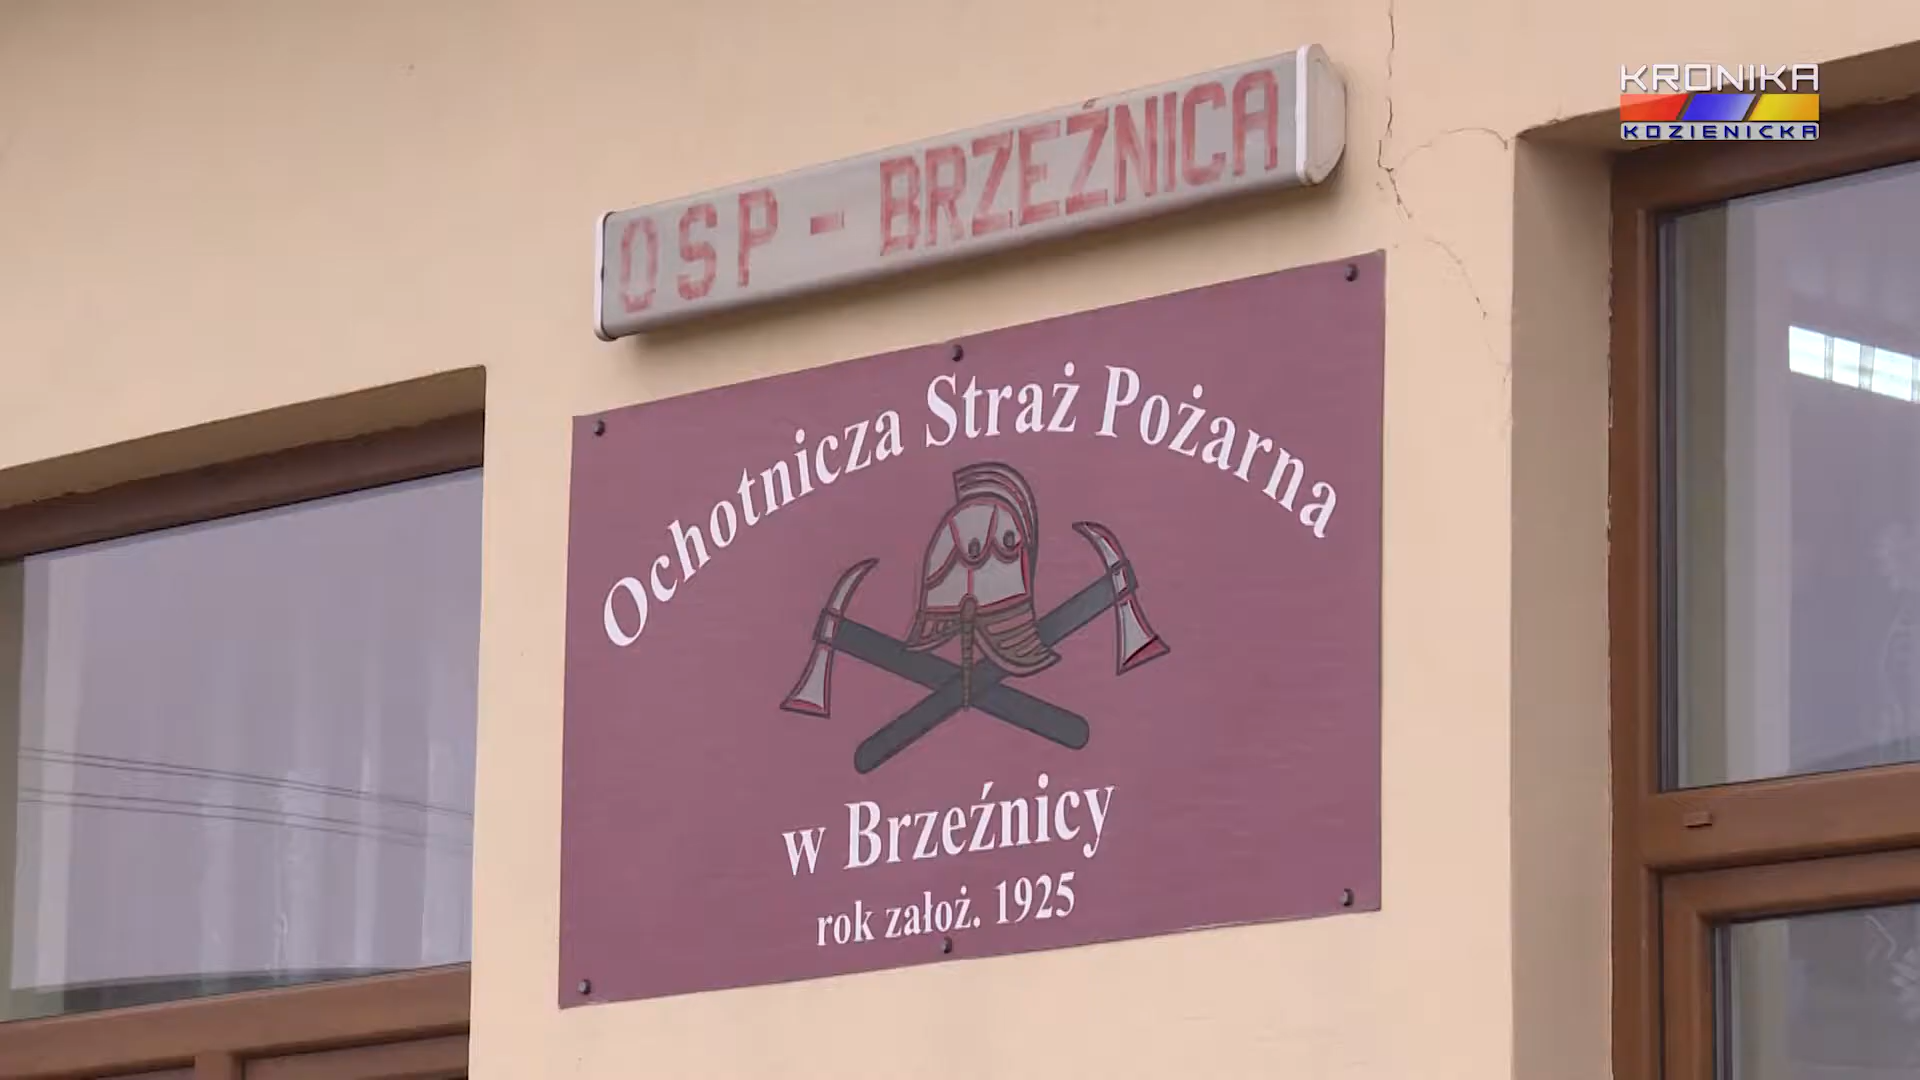 KRONIKA
KOZIENICKA
OSP - BRZEŹNICA
Ochotnicza Straż Pożarna
w Brzeźnicy
rok założ. 1925